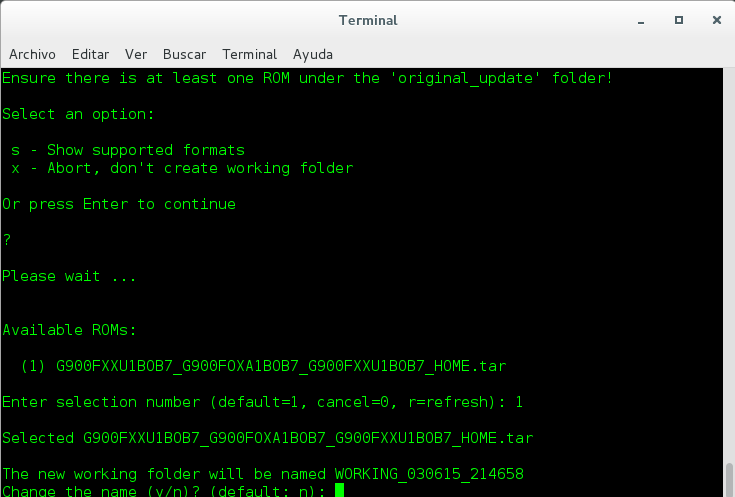 Terminal
Archivo Editar Ver Buscar Terminal Ayuda
Ensure there is at least one ROM under the 'original_update' folder!
Select an option:
s - Show supported formats
x - Abort, don't create working folder
Or press Enter to continue
?
Please wait ...
Available ROMs:
(1) G900FXXU1BOB7_G900FOXA1BOB7_G900FXXU1BOB7_HOME.tar
Enter selection number (default=1, cancel=0, r=refresh): 1
Selected G900FXXU1BOB7_G900FOXA1BOB7_G900FXXU1BOB7_HOME.tar
The new working folder will be named WORKING_030615_214658
Change the name (y/n)? (default: n):